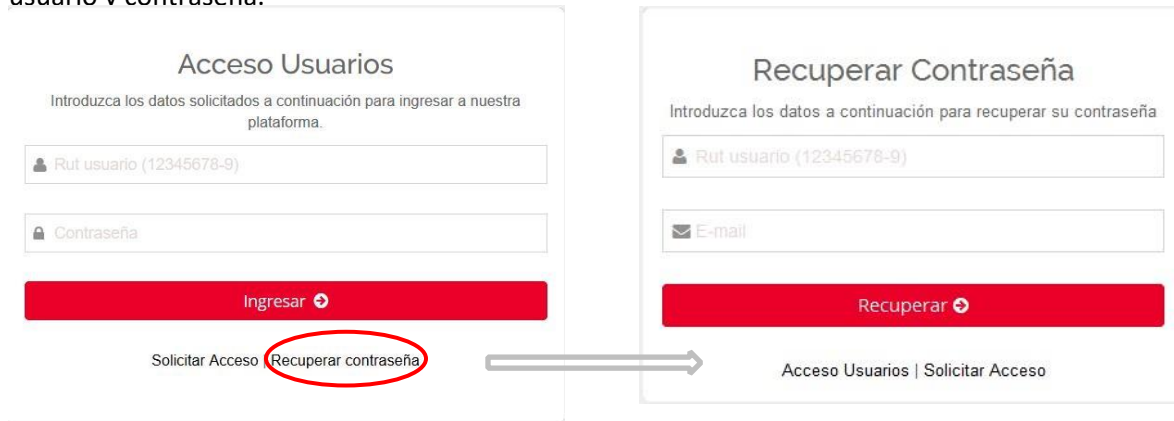 usuario y contraseña.
Acceso Usuarios
Introduzca los datos solicitados a continuación para ingresar a nuestra
plataforma.
Rut usuario (12345678-9)
Contraseña
Ingresar
Solicitar Acceso | Recuperar contraseña
Recuperar Contraseña
Introduzca los datos a continuación para recuperar su contraseña
Rut usuario (12345678-9)
E-mail
Recuperar
Acceso Usuarios | Solicitar Acceso